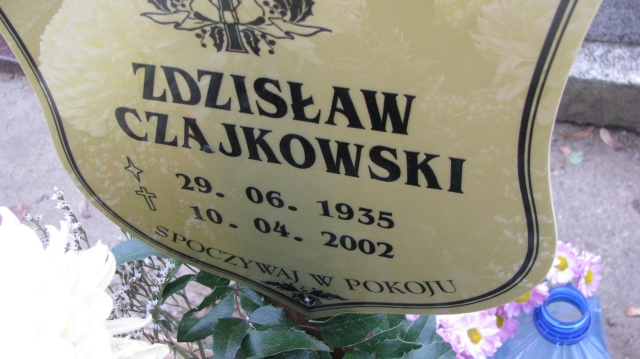 ZDZISŁAW
CZAJKOWSKI
29. 06. 1935
10. 04. 2002
SPOCZYWAJ W POKOJU